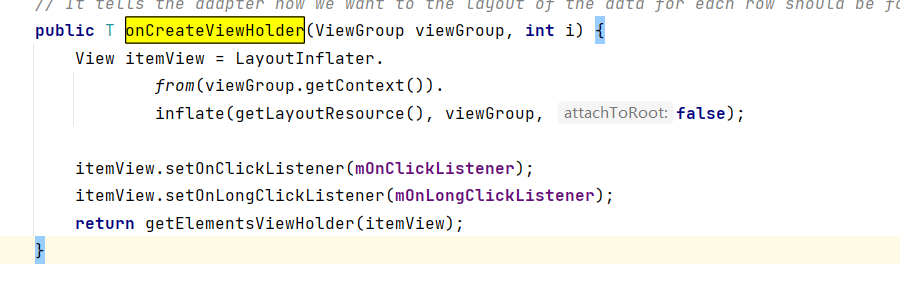 // It tells the adapter how we want to the layout of the data for each row should be
public T onCreateViewHolder(ViewGroup viewGroup, int i) {
View itemView = LayoutInflater.
from(viewGroup.getContext()).
inflate(getLayoutResource(), viewGroup, attachToRoot: false);
itemView.setOnClickListener(mOnClickListener);
itemView.setOnLongClickListener(mOnLongClickListener);
return getElementsViewHolder(itemView);
}